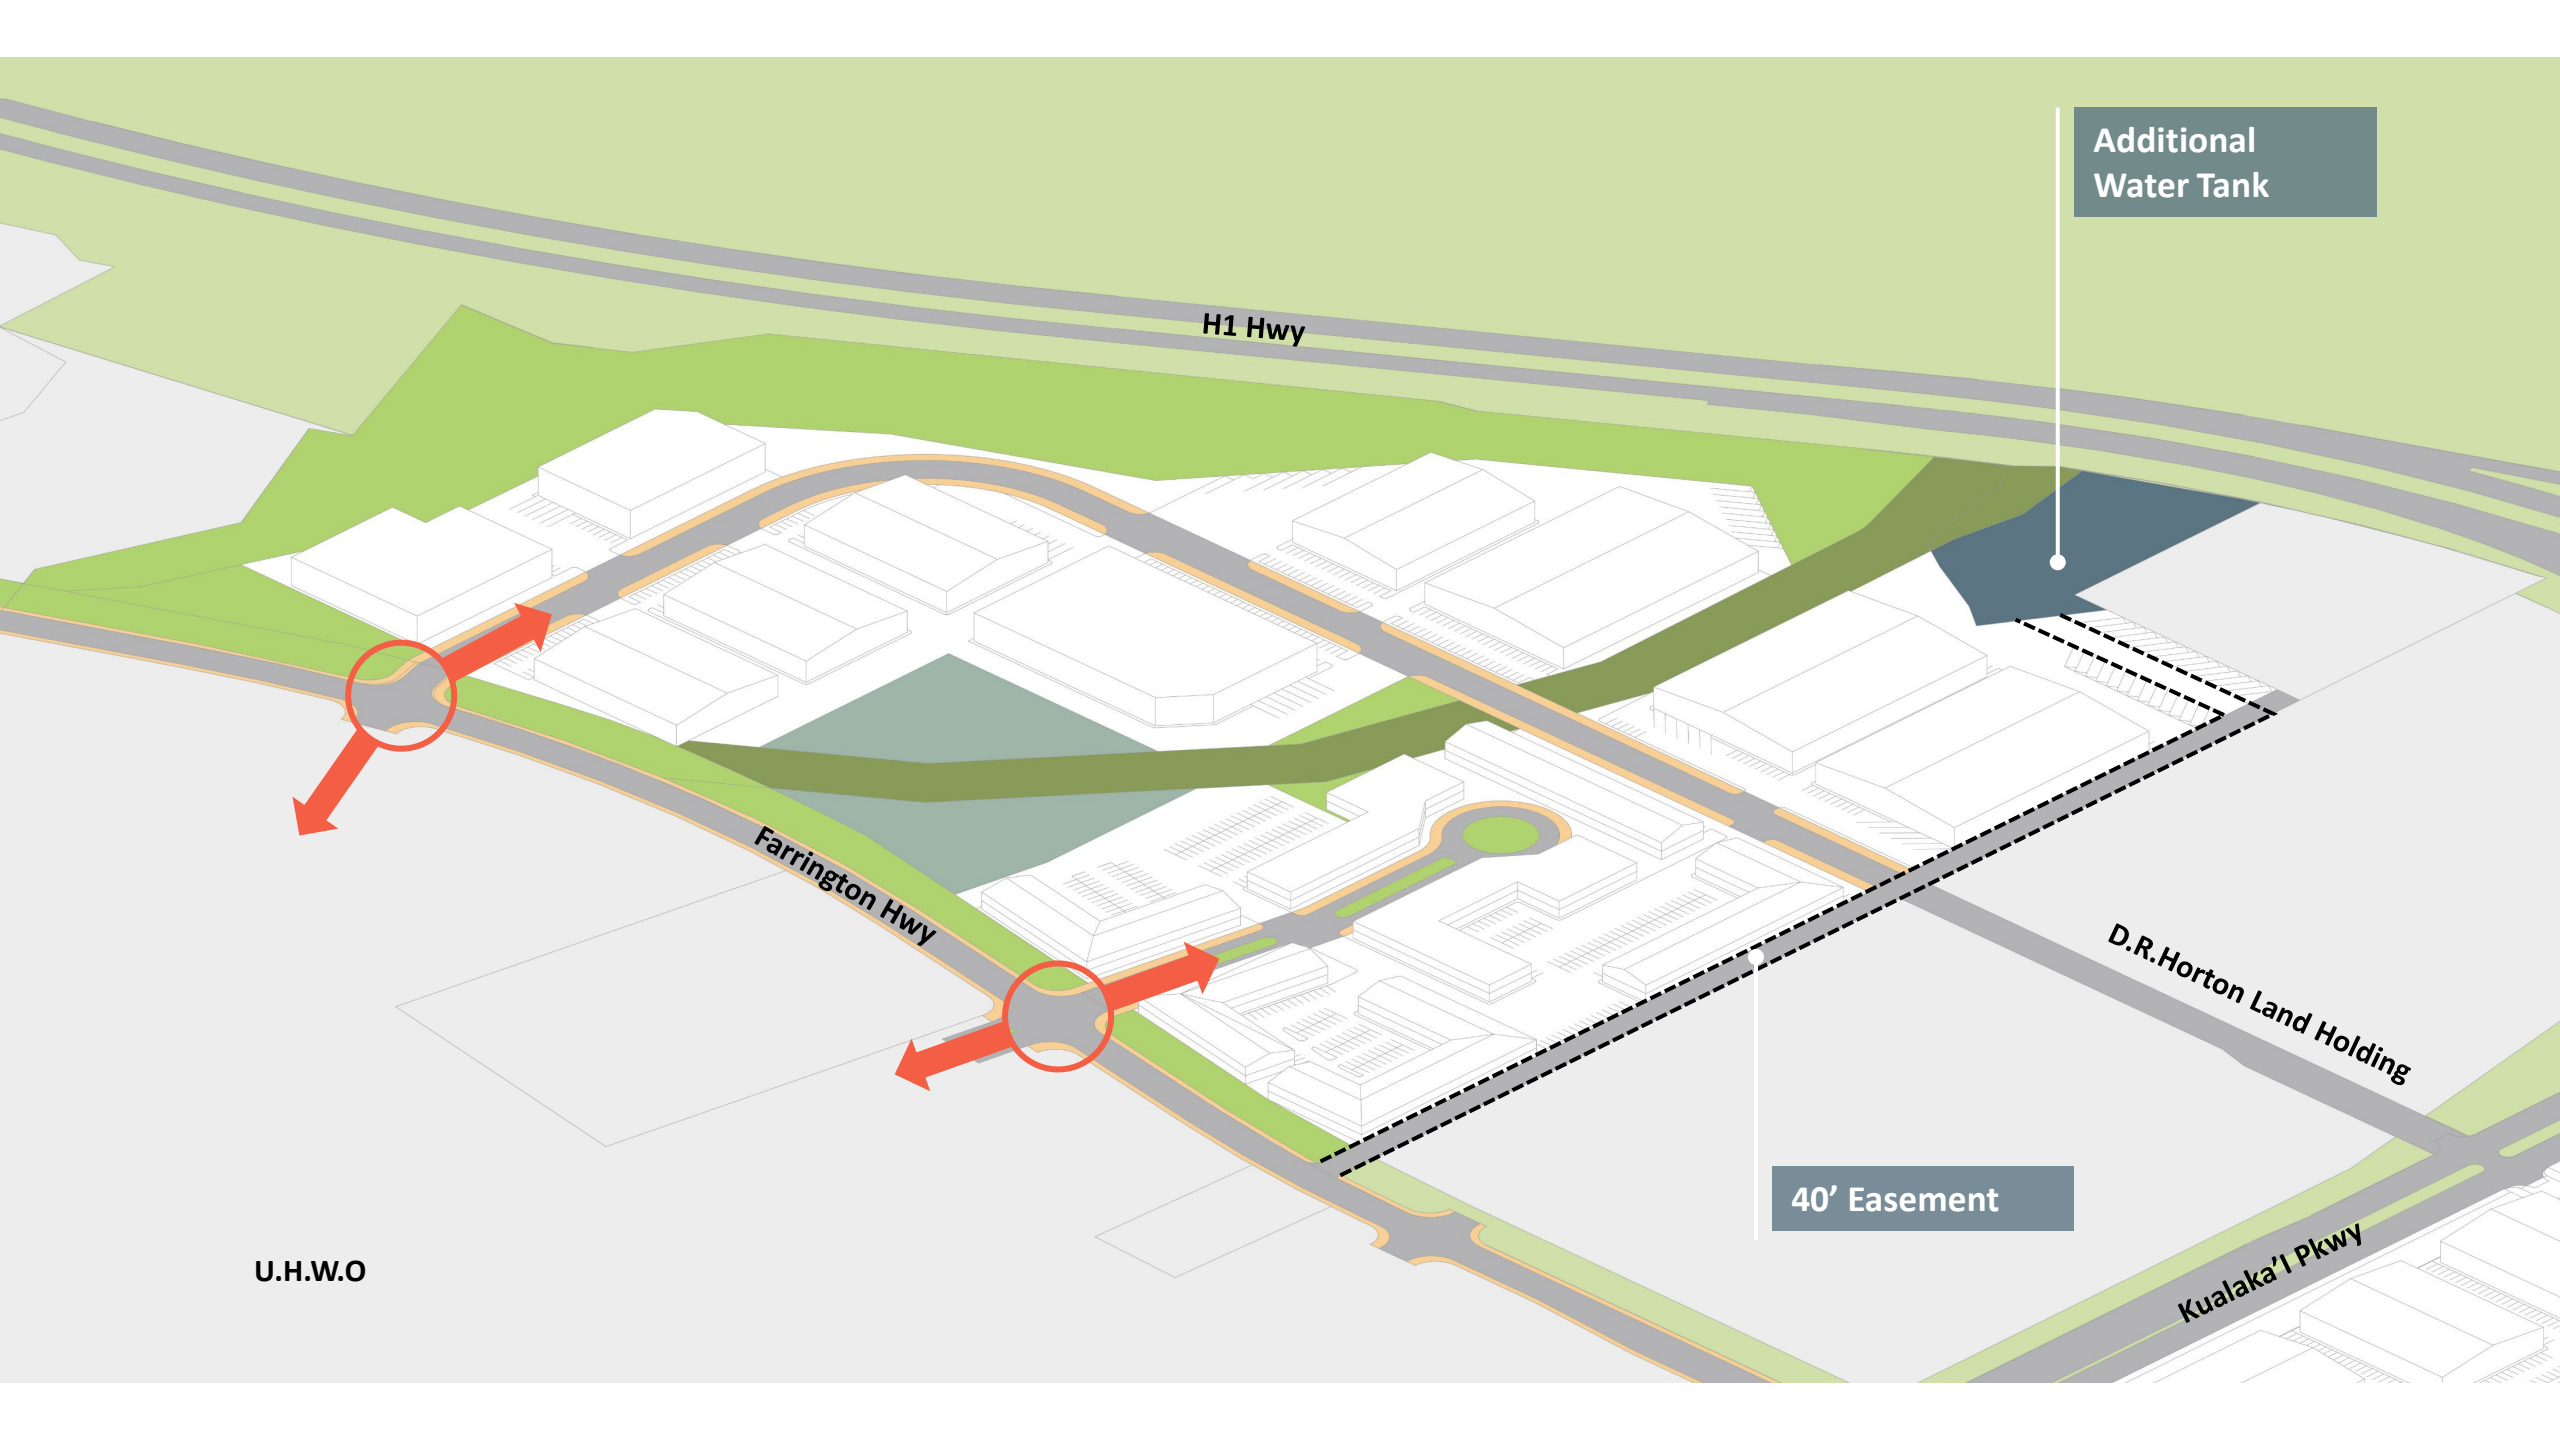 Additional
Water Tank
H1 Hwy
Farrington Hwy
D.R.Horton Land Holding
40’ Easement
Kualaka’I Pkwy
U.H.W.O